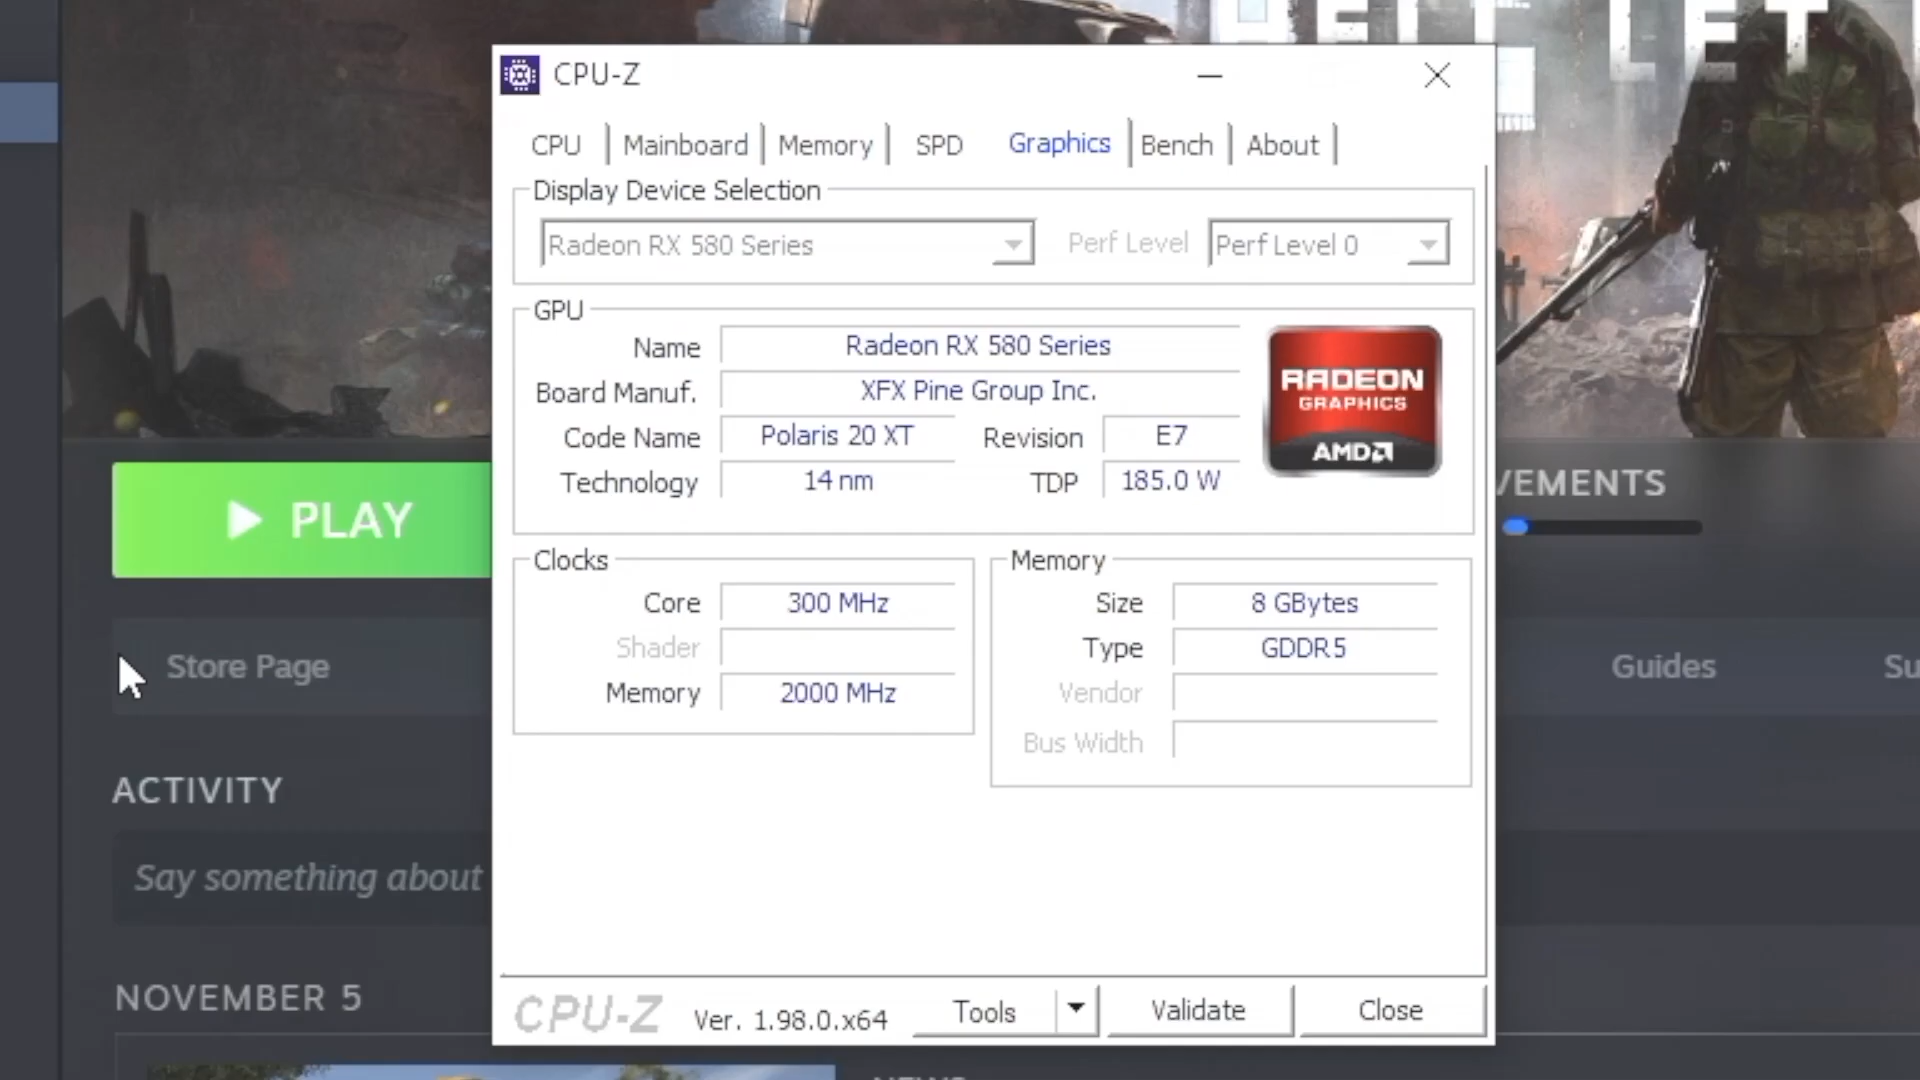 HELL LET
CPU-Z
CPU Mainboard Memory SPD Graphics Bench About
Display Device Selection
Radeon RX 580 Series Perf Level Perf Level 0
GPU
Name Radeon RX 580 Series
Board Manuf. XFX Pine Group Inc.
Code Name Polaris 20 XT Revision E7
Technology 14 nm TDP 185.0 W
RADEON
GRAPHICS
AMD
PLAY
VEMENTS
Clocks
Core 300 MHz
Shader
Memory 2000 MHz
Memory
Size 8 GBytes
Type GDDR5
Vendor
Bus Width
Store Page
Guides
Su
ACTIVITY
Say something about
NOVEMBER 5
CPU-Z Ver. 1.98.0.x64 Tools Validate Close
NEWS